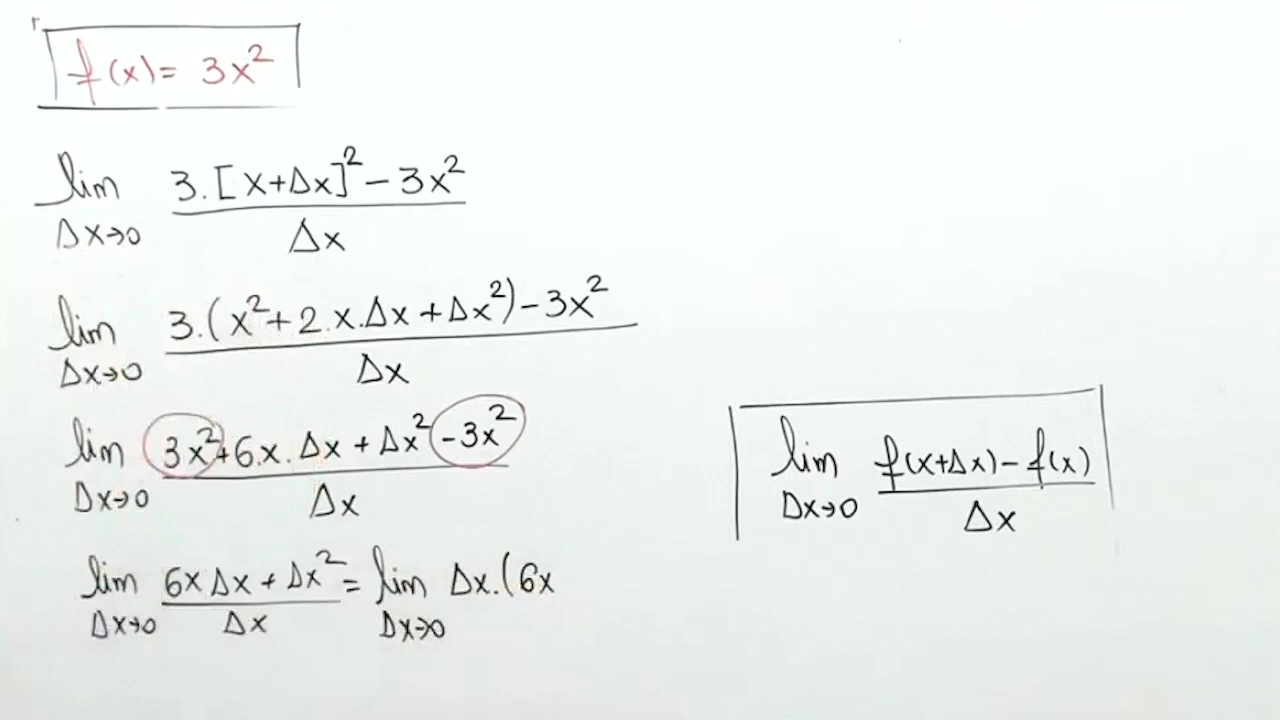 f(x) = 3x²
lim Δx→0 3.[x+Δx]² - 3x² / Δx
lim Δx→0 3.(x² + 2.x.Δx + Δx²) - 3x² / Δx
lim Δx→0 3x² + 6.x.Δx + Δx² - 3x² / Δx
lim Δx→0 6xΔx + Δx² / Δx = lim Δx→0 Δx.(6x
lim Δx→0 f(x+Δx) - f(x) / Δx